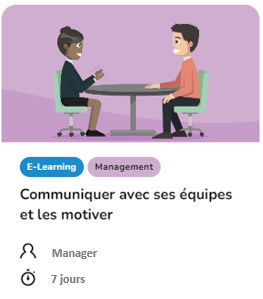 E-Learning Management
Communiquer avec ses équipes
et les motiver
Manager
7 jours